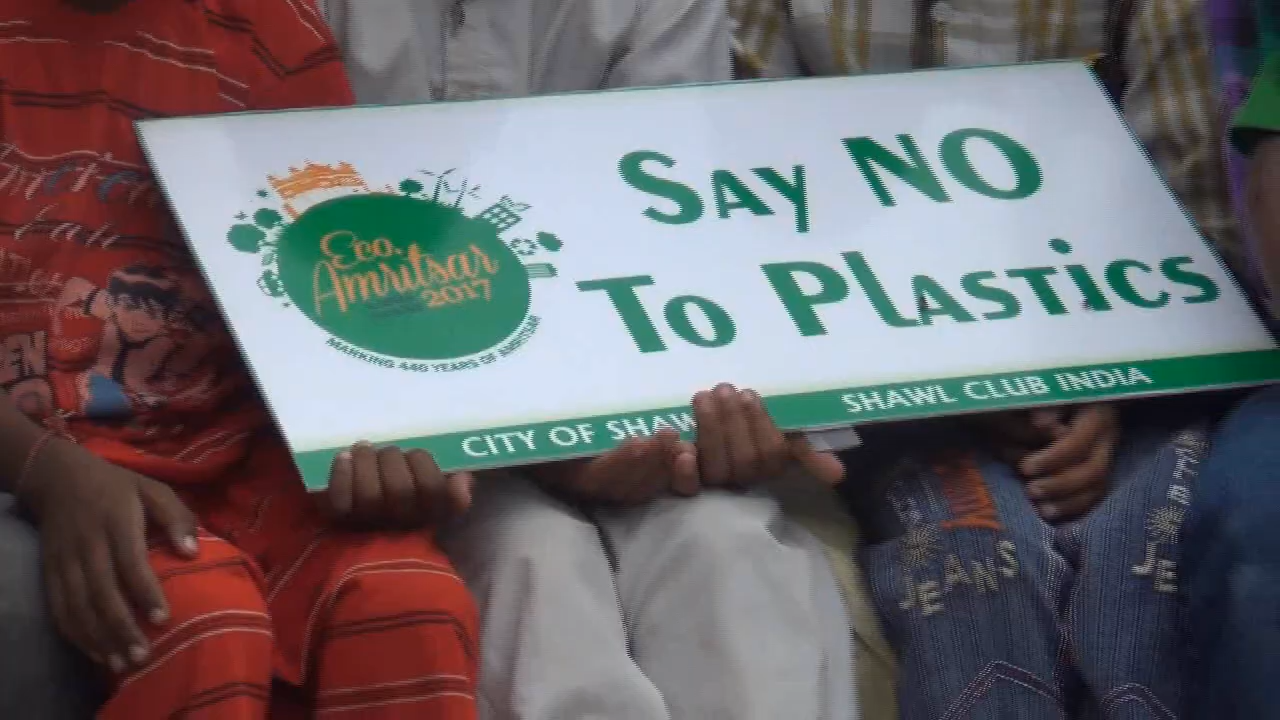 Eco.
Amritsar
2017
MARKING 440 YEARS OF AMRITSAR
SAY NO
TO PLASTICS
CITY OF SHAW
SHAWL CLUB INDIA
JEANS
JE